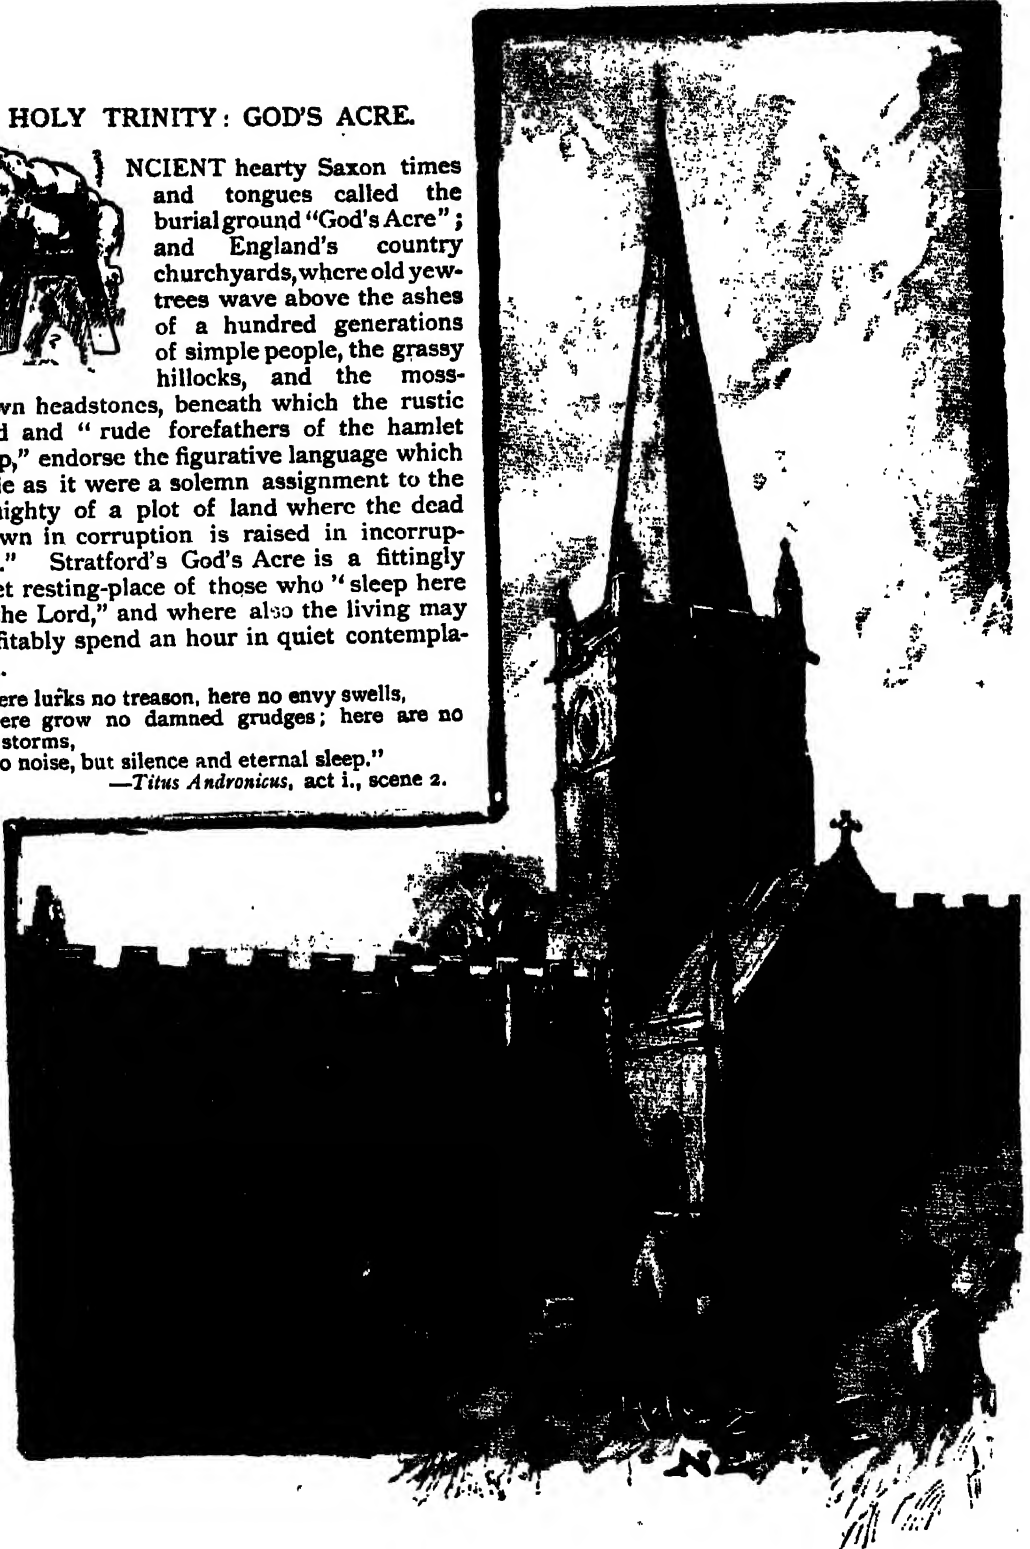 HOLY TRINITY: GOD'S ACRE.
NCIENT hearty Saxon times
and tongues called the
burial ground "God's Acre";
and England's country
churchyards, where old yew-
trees wave above the ashes
of a hundred generations
of simple people, the grassy
hillocks, and the moss-
wn headstones, beneath which the rustic
d and "rude forefathers of the hamlet
p," endorse the figurative language which
ie as it were a solemn assignment to the
ighty of a plot of land where the dead
wn in corruption is raised in incorrup-
." Stratford's God's Acre is a fittingly
et resting-place of those who "sleep here
he Lord," and where also the living may
fitably spend an hour in quiet contempla-
.
ere lurks no treason, here no envy swells,
ere grow no damned grudges; here are no
storms,
o noise, but silence and eternal sleep."
—Titus Andronicus, act i., scene 2.